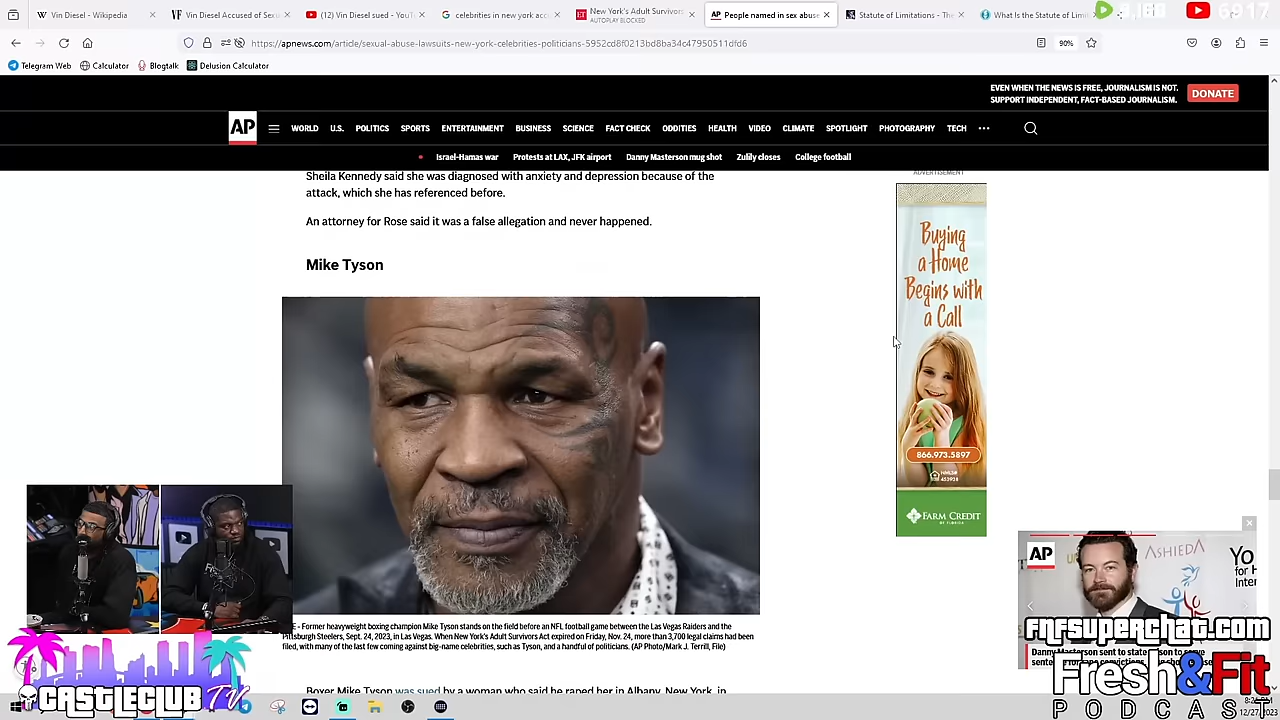 Vin Diesel - Wikipedia
Vin Diesel Accused of Sexu
(12) Vin Diesel sued - YouT
celebrities of new york acc
New York's Adult Survivors
AUTOPLAY BLOCKED
People named in sex abuse
Statute of Limitations - The
What Is the Statute of Limit
6917
https://apnews.com/article/sexual-abuse-lawsuits-new-york-celebrities-politicians-5952cd8f0213bd8ba34c47950511dfd6
90%
Telegram Web
Calculator
Blogtalk
Delusion Calculator
EVEN WHEN THE NEWS IS FREE, JOURNALISM IS NOT.
SUPPORT INDEPENDENT, FACT-BASED JOURNALISM.
DONATE
AP
WORLD U.S. POLITICS SPORTS ENTERTAINMENT BUSINESS SCIENCE FACT CHECK ODDITIES HEALTH VIDEO CLIMATE SPOTLIGHT PHOTOGRAPHY TECH
Israel-Hamas war Protests at LAX, JFK airport Danny Masterson mug shot Zulily closes College football
Sheila Kennedy said she was diagnosed with anxiety and depression because of the
attack, which she has referenced before.
An attorney for Rose said it was a false allegation and never happened.
Mike Tyson
- Former heavyweight boxing champion Mike Tyson stands on the field before an NFL football game between the Las Vegas Raiders and the
Pittsburgh Steelers, Sept. 24, 2023, in Las Vegas. When New York's Adult Survivors Act expired on Friday, Nov. 24, more than 3,700 legal claims had been
filed, with many of the last few coming against big-name celebrities, such as Tyson, and a handful of politicians. (AP Photo/Mark J. Terrill, File)
Boxer Mike Tyson was sued by a woman who said he raped her in Albany, New York, in
ADVERTISEMENT
Buying
a Home
Begins with
a Call
866.973.5897
NMLS#
FARM CREDIT
OF FLORIDA
AP
ASHIEDA
Yo
for H
Inter
Danny Masterson sent to state
FNFSUPERCHAT.COM
Fresh&Fit
PODCAST
CASTLECLUB TV
12/27/2023